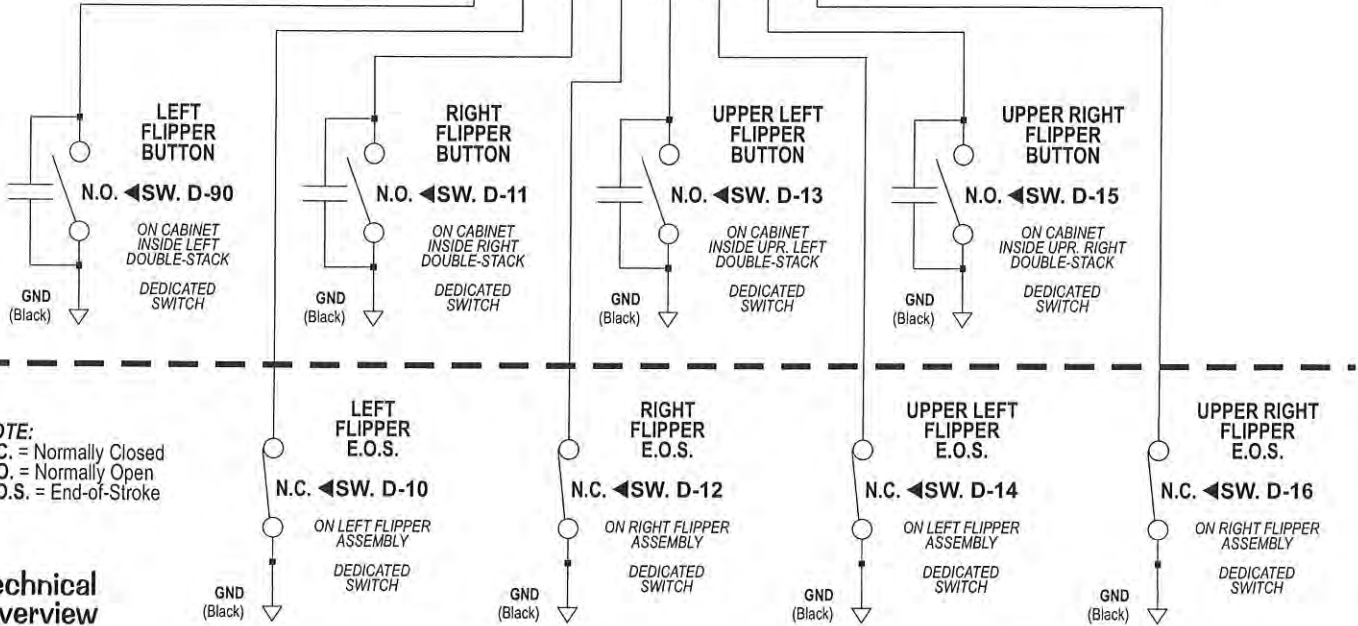 LEFT
FLIPPER
BUTTON
N.O. ◄SW. D-90
ON CABINET
INSIDE LEFT
DOUBLE-STACK
DEDICATED
SWITCH
GND
(Black)
RIGHT
FLIPPER
BUTTON
N.O. ◄SW. D-11
ON CABINET
INSIDE RIGHT
DOUBLE-STACK
DEDICATED
SWITCH
GND
(Black)
UPPER LEFT
FLIPPER
BUTTON
N.O. ◄SW. D-13
ON CABINET
INSIDE UPR. LEFT
DOUBLE-STACK
DEDICATED
SWITCH
GND
(Black)
UPPER RIGHT
FLIPPER
BUTTON
N.O. ◄SW. D-15
ON CABINET
INSIDE UPR. RIGHT
DOUBLE-STACK
DEDICATED
SWITCH
GND
(Black)
OTE:
C. = Normally Closed
O. = Normally Open
O.S. = End-of-Stroke
LEFT
FLIPPER
E.O.S.
N.C. ◄SW. D-10
ON LEFT FLIPPER
ASSEMBLY
DEDICATED
SWITCH
GND
(Black)
RIGHT
FLIPPER
E.O.S.
N.C. ◄SW. D-12
ON RIGHT FLIPPER
ASSEMBLY
DEDICATED
SWITCH
GND
(Black)
UPPER LEFT
FLIPPER
E.O.S.
N.C. ◄SW. D-14
ON LEFT FLIPPER
ASSEMBLY
DEDICATED
SWITCH
GND
(Black)
UPPER RIGHT
FLIPPER
E.O.S.
N.C. ◄SW. D-16
ON RIGHT FLIPPER
ASSEMBLY
DEDICATED
SWITCH
GND
(Black)
echnical
verview